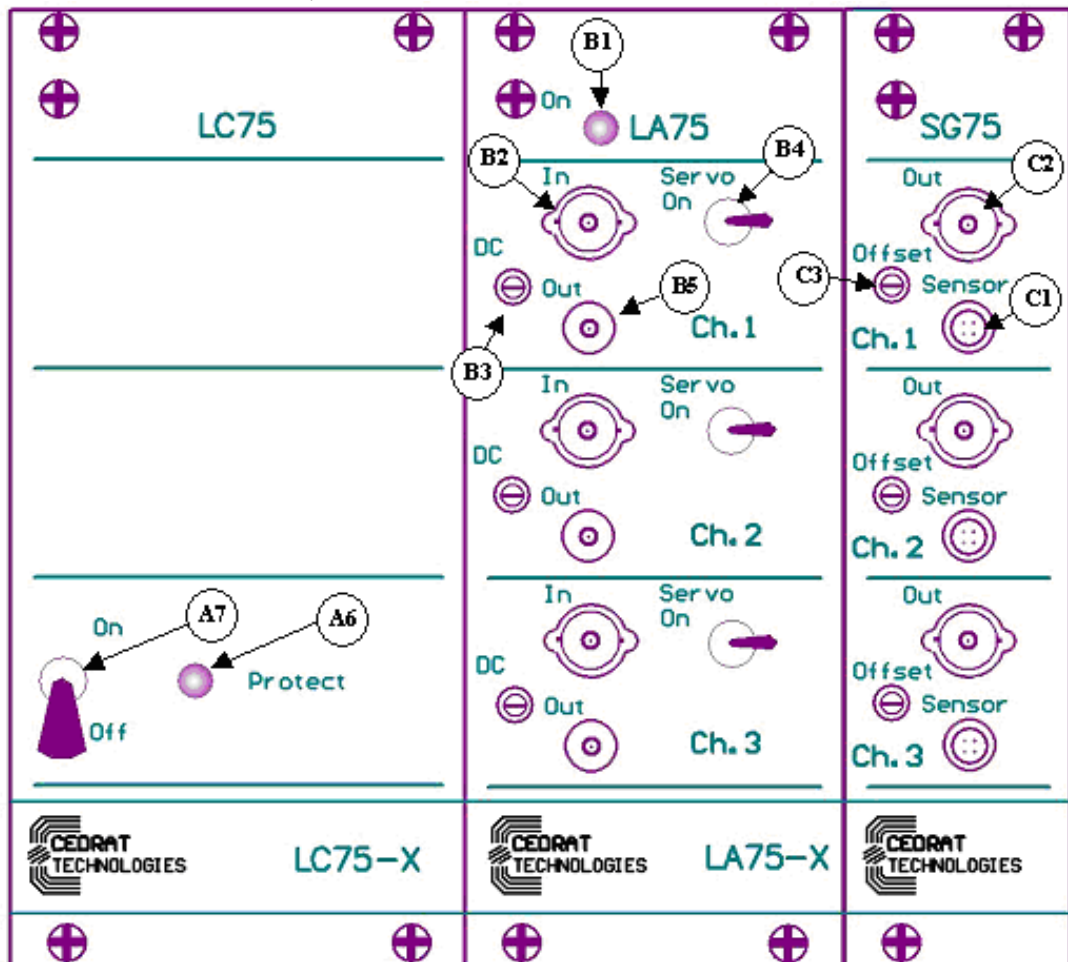 LC75
A7
A6
On
Off
Protect
CEDRAT
TECHNOLOGIES
LC75-X
B1
On
LA75
B2
B4
In
Servo
On
DC
Out
B5
Ch.1
B3
In
Servo
On
DC
Out
Ch.2
In
Servo
On
DC
Out
Ch.3
CEDRAT
TECHNOLOGIES
LA75-X
SG75
C2
Out
Offset
C3
Sensor
C1
Ch.1
Out
Offset
Sensor
Ch.2
Out
Offset
Sensor
Ch.3
CEDRAT
TECHNOLOGIES